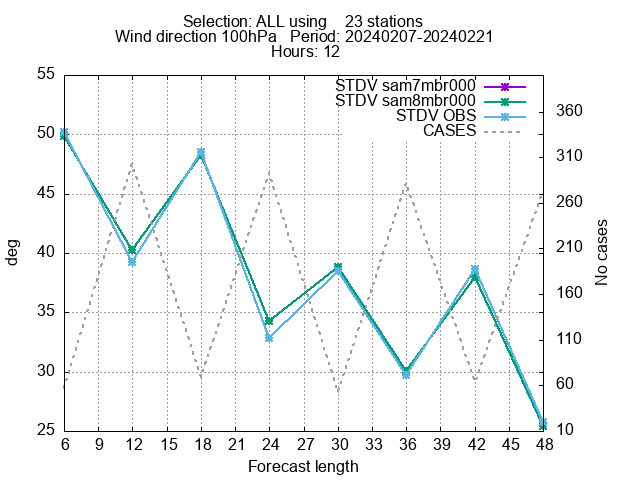 Selection: ALL using    23 stations
Wind direction 100hPa   Period: 20240207-20240221
Hours: 12
STDV sam7mbr000
STDV sam8mbr000
STDV OBS
CASES
55
50
45
40
35
30
25
deg
360
310
260
210
160
110
60
10
No cases
6 9 12 15 18 21 24 27 30 33 36 39 42 45 48
Forecast length